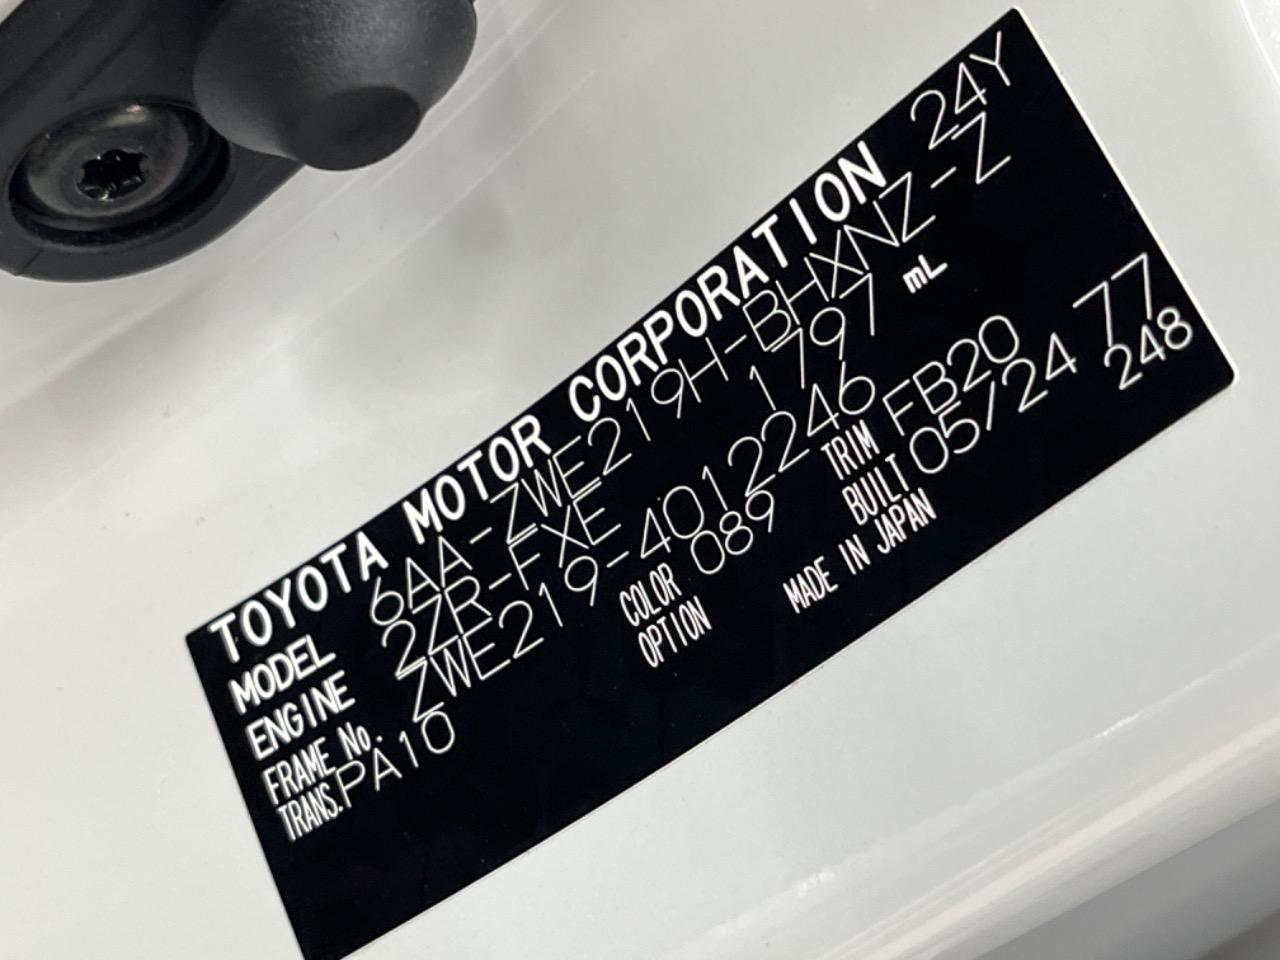 TOYOTA MOTOR CORPORATION 24Y
MODEL 6AA-ZWE219H-BHXNZ-Z
ENGINE 2ZR-FXE 1797 mL
FRAME No. ZWE219-4012246
TRANS. PA10 COLOR 089 TRIM FB20 77
OPTION BUILT 05/24 248
MADE IN JAPAN